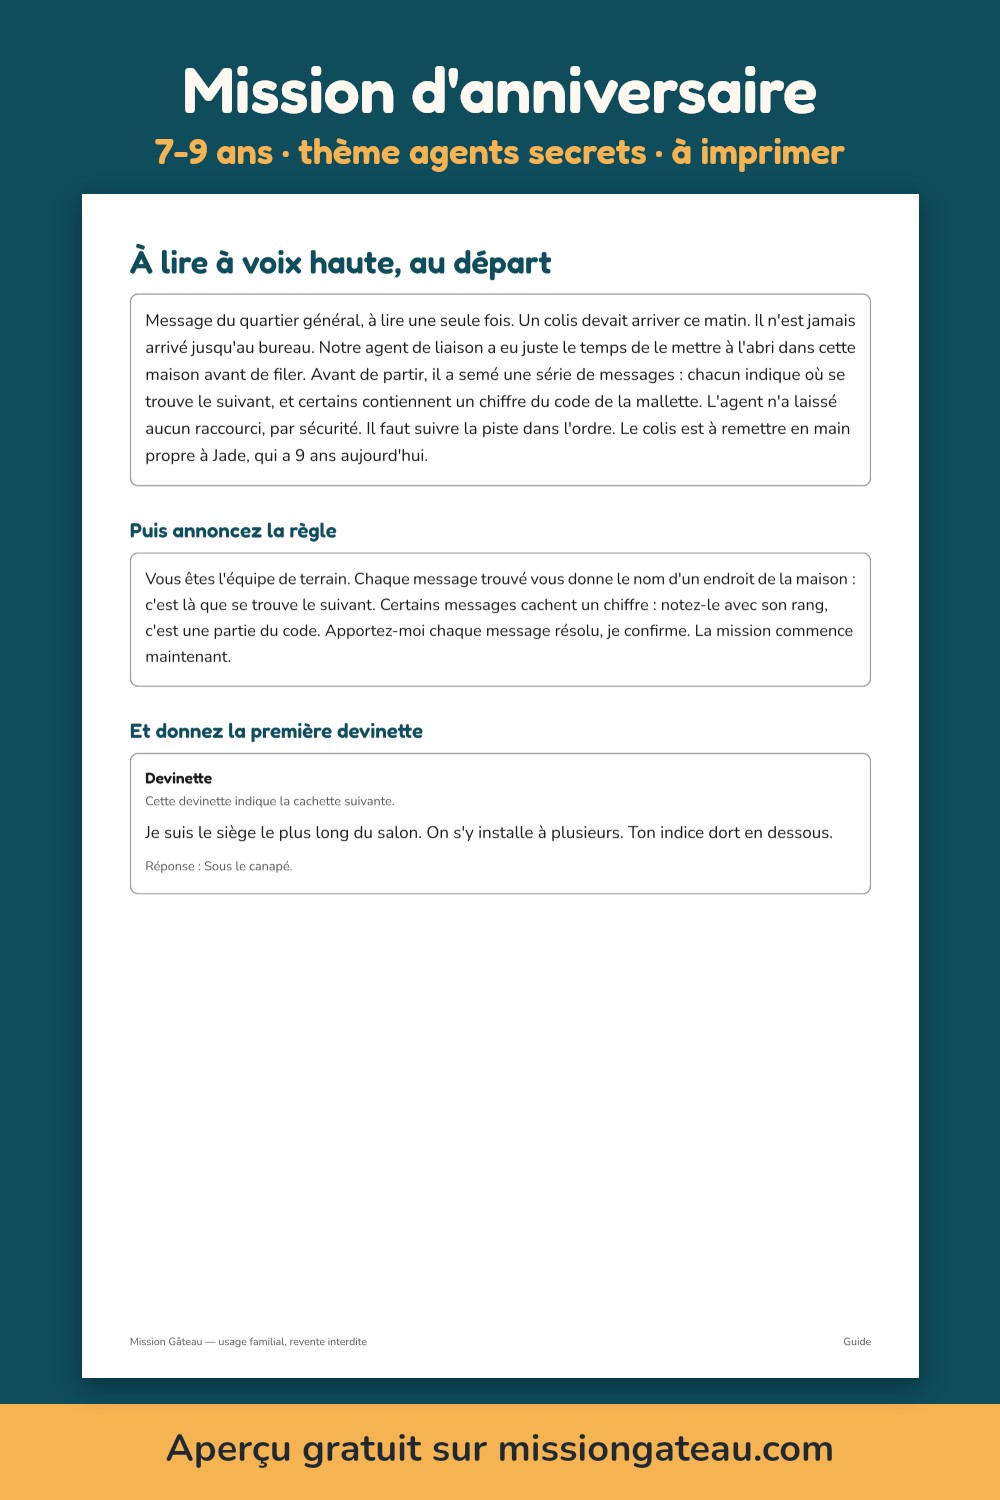 Mission d'anniversaire
7-9 ans · thème agents secrets · à imprimer
À lire à voix haute, au départ
Message du quartier général, à lire une seule fois. Un colis devait arriver ce matin. Il n'est jamais
arrivé jusqu'au bureau. Notre agent de liaison a eu juste le temps de le mettre à l'abri dans cette
maison avant de filer. Avant de partir, il a semé une série de messages : chacun indique où se
trouve le suivant, et certains contiennent un chiffre du code de la mallette. L'agent n'a laissé
aucun raccourci, par sécurité. Il faut suivre la piste dans l'ordre. Le colis est à remettre en main
propre à Jade, qui a 9 ans aujourd'hui.
Puis annoncez la règle
Vous êtes l'équipe de terrain. Chaque message trouvé vous donne le nom d'un endroit de la maison :
c'est là que se trouve le suivant. Certains messages cachent un chiffre : notez-le avec son rang,
c'est une partie du code. Apportez-moi chaque message résolu, je confirme. La mission commence
maintenant.
Et donnez la première devinette
Devinette
Cette devinette indique la cachette suivante.
Je suis le siège le plus long du salon. On s'y installe à plusieurs. Ton indice dort en dessous.
Réponse : Sous le canapé.
Mission Gâteau — usage familial, revente interdite
Guide
Aperçu gratuit sur missiongateau.com